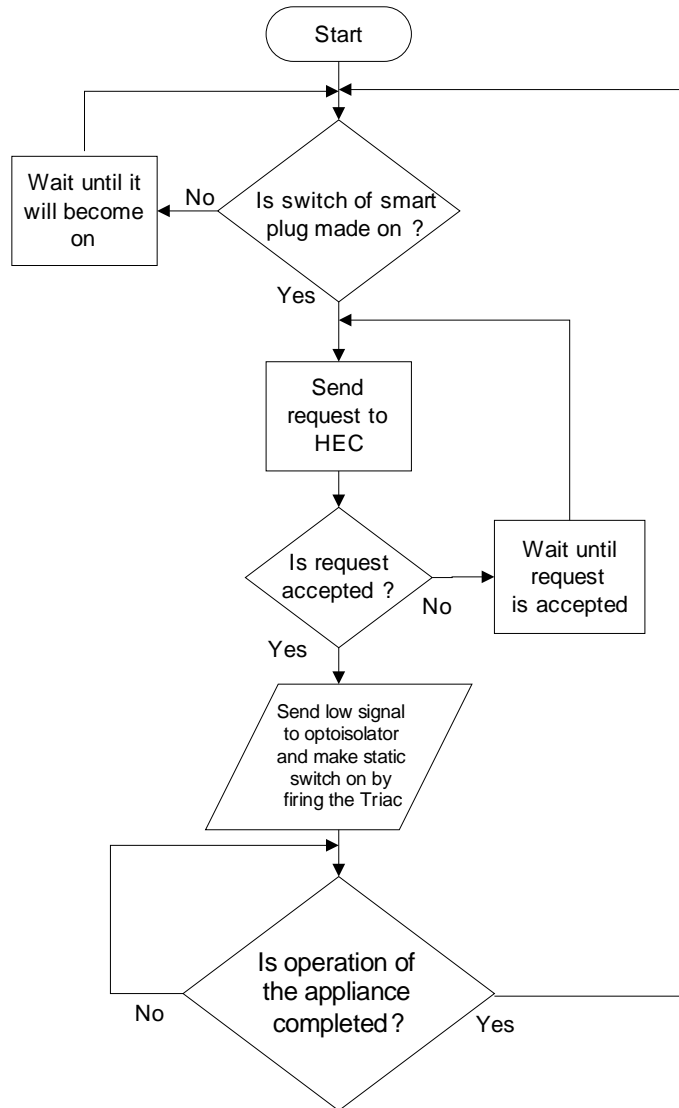 Start
Is switch of smart
plug made on ?
No
Wait until it
will become
on
Yes
Send
request to
HEC
Is request
accepted ?
No
Wait until
request
is accepted
Yes
Send low signal
to optoisolator
and make static
switch on by
firing the Triac
Is operation of
the appliance
completed ?
No
Yes